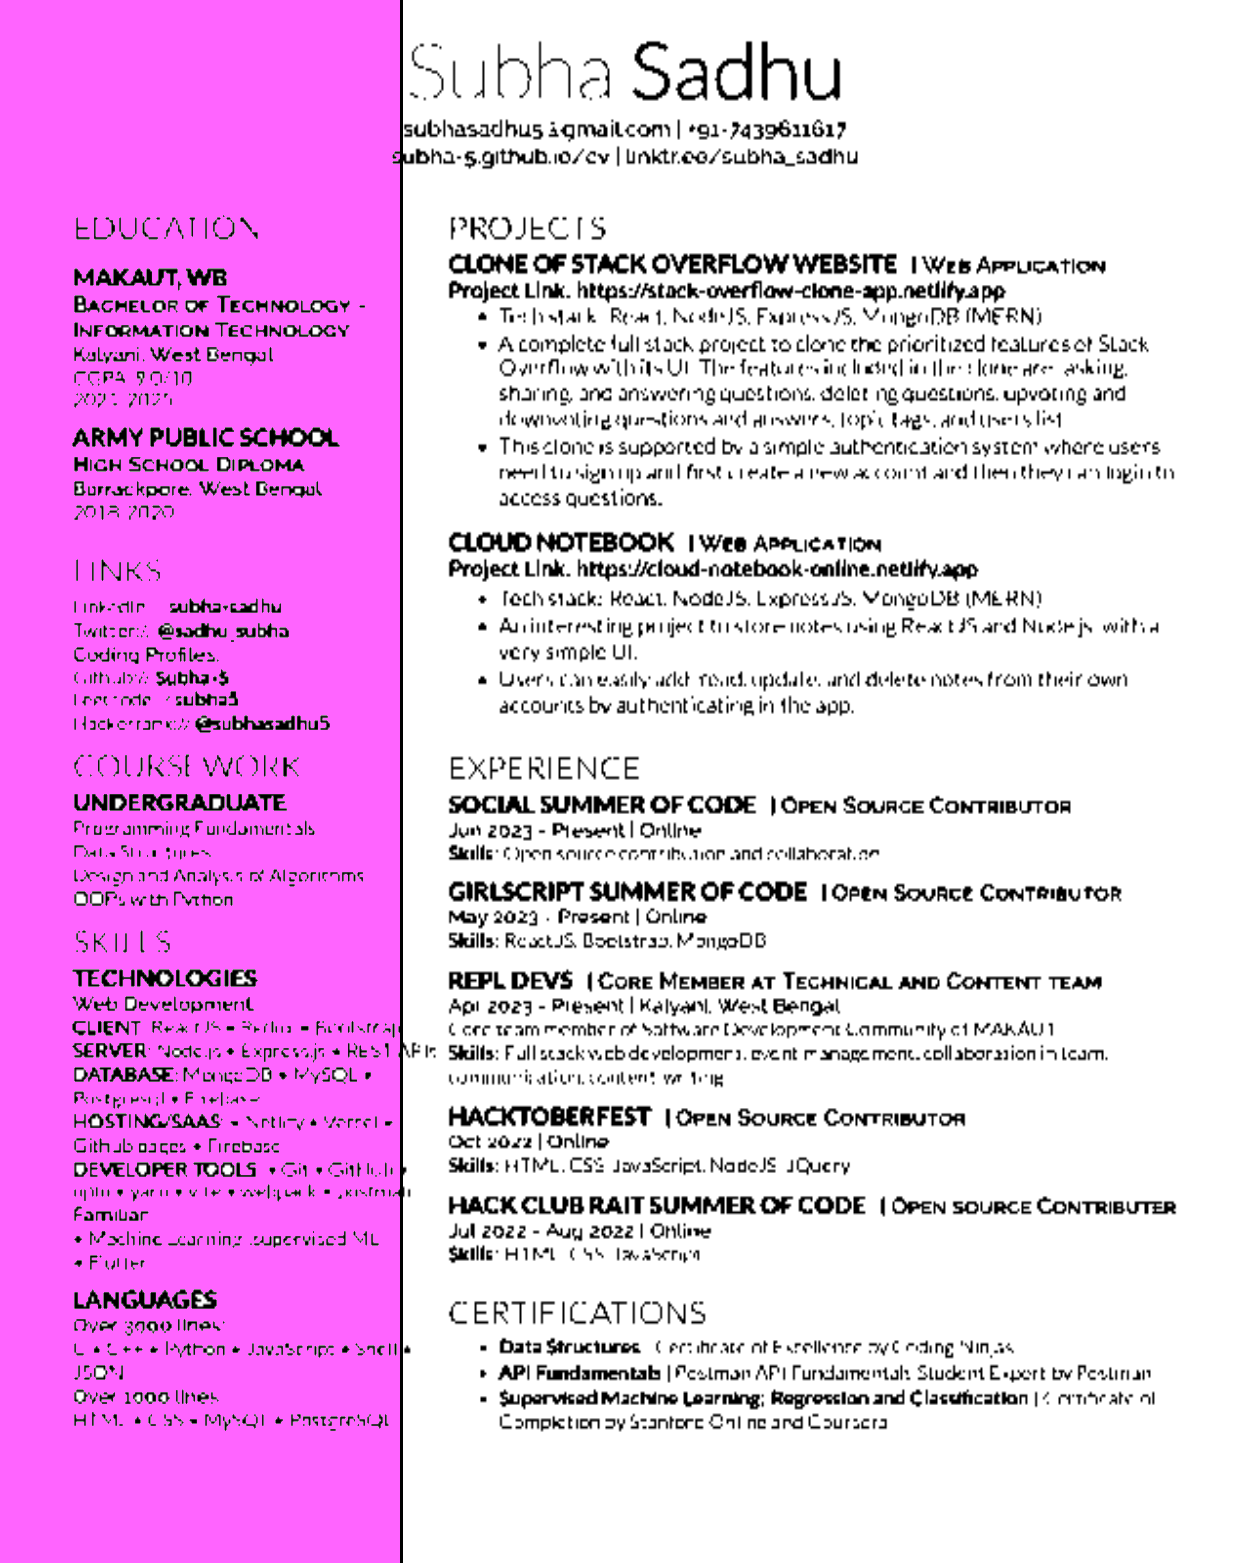 Subha Sadhu
subhasadhu5@gmail.com | +91-7439611617
subha-5.github.io/cv | linktr.ee/subha_sadhu
EDUCATION
MAKAUT, WB
BACHELOR OF TECHNOLOGY -
INFORMATION TECHNOLOGY
Kalyani, West Bengal
CGPA 9.0/10
2021-2025
ARMY PUBLIC SCHOOL
HIGH SCHOOL DIPLOMA
Barrackpore, West Bengal
2018-2020
LINKS
LinkedIn:// subha-sadhu
Twitter:// @sadhu_subha
Coding Profiles:
Github:// Subha-5
Leetcode:// subha5
Hackerrank:// @subhasadhu5
COURSEWORK
UNDERGRADUATE
Programming Fundamentals
Data Structures
Design and Analysis of Algorithms
OOPs with Python
SKILLS
TECHNOLOGIES
Web Development
CLIENT: ReactJS • Redux • Bootstrap
SERVER: Node.js • Express.js • REST APIs
DATABASE: MongoDB • MySQL •
Postgresql • Firebase
HOSTING/SAAS: • Netlify • Vercel •
Github pages • Firebase
DEVELOPER TOOLS: • Git • GitHub •
npm • yarn • vite • webpack • postman
Familiar:
• Machine Learning: supervised ML
• Flutter
LANGUAGES
Over 3000 lines:
C • C++ • Python • JavaScript • Shell •
JSON
Over 1000 lines:
HTML • CSS • MySQL • PostgreSQL
PROJECTS
CLONE OF STACK OVERFLOW WEBSITE | WEB APPLICATION
Project Link: https://stack-overflow-clone-app.netlify.app
• Tech stack: React, NodeJS, ExpressJS, MongoDB (MERN)
• A complete full stack project to clone the prioritized features of Stack
Overflow with its UI. The features included in the clone are: asking,
sharing, and answering questions, deleting questions, upvoting and
downvoting questions and answers, topic tags, and users list.
• This clone is supported by a simple authentication system where users
need to sign up and first create a new account and then they can login to
access questions.
CLOUD NOTEBOOK | WEB APPLICATION
Project Link: https://cloud-notebook-online.netlify.app
• Tech stack: React, NodeJS, ExpressJS, MongoDB (MERN)
• An interesting project to store notes using ReactJS and Node js, with a
very simple UI.
• Users can easily add, read, update, and delete notes from their own
accounts by authenticating in the app.
EXPERIENCE
SOCIAL SUMMER OF CODE | OPEN SOURCE CONTRIBUTOR
Jun 2023 - Present | Online
Skills: Open source contribution and collaboration
GIRLSCRIPT SUMMER OF CODE | OPEN SOURCE CONTRIBUTOR
May 2023 - Present | Online
Skills: ReactJS, Bootstrap, MongoDB
REPL DEVS | CORE MEMBER AT TECHNICAL AND CONTENT TEAM
Apr 2023 - Present | Kalyani, West Bengal
Core team member of Software Development Community of MAKAUT
Skills: Full stack web development, event management, collaboration in team,
communication, content writing
HACKTOBERFEST | OPEN SOURCE CONTRIBUTOR
Oct 2022 | Online
Skills: HTML, CSS, JavaScript, NodeJS, JQuery
HACK CLUB RAIT SUMMER OF CODE | OPEN SOURCE CONTRIBUTER
Jul 2022 - Aug 2022 | Online
Skills: HTML, CSS, JavaScript
CERTIFICATIONS
• Data Structures | Certificate of Excellence by Coding Ninjas
• API Fundamentals | Postman API Fundamentals Student Expert by Postman
• Supervised Machine Learning: Regression and Classification | Certificate of
Completion by Stanford Online and Coursera